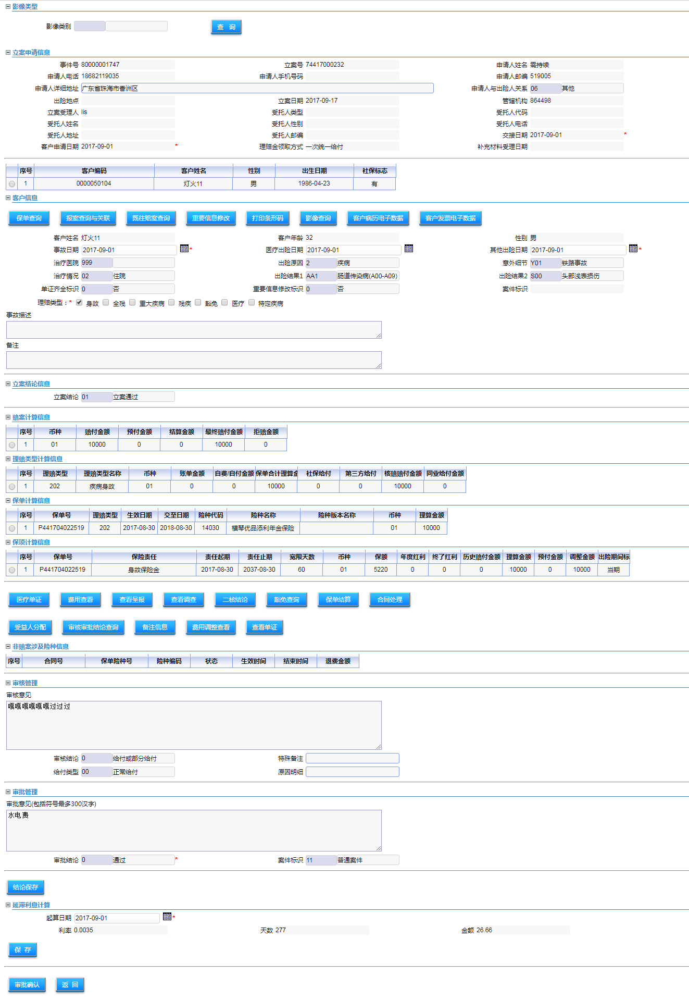 影像类型
影像类别 查 询
立案申请信息
事件号 80000001747 立案号 74417000232 申请人姓名 需持续
申请人电话 18682119035 申请人手机号码 申请人邮编 519005
申请人详细地址 广东省珠海市香洲区 申请人与出险人关系 06 其他
出险地点 立案日期 2017-09-17 管辖机构 864498
立案受理人 lis 受托人类型 受托人代码
受托人姓名 受托人性别 受托人电话
受托人地址 受托人邮编 交接日期 2017-09-01 *
客户申请日期 2017-09-01 * 理赔金领取方式 一次统一给付 补充材料受理日期
序号 客户编码 客户姓名 性别 出生日期 社保标志
1 0000050104 灯火11 男 1986-04-23 有
客户信息
保单查询 报案查询与关联 既往赔案查询 重要信息修改 打印条形码 影像查询 客户病历电子数据 客户发票电子数据
客户姓名 灯火11 客户年龄 32 性别 男
事故日期 2017-09-01 * 医疗出险日期 2017-09-01 其他出险日期 2017-09-01 *
治疗医院 999 出险原因 2 疾病 意外细节 Y01 铁路事故
治疗情况 02 住院 出险结果1 AA1 肠道传染病(A00-A09) 出险结果2 S00 头部浅表损伤
单证齐全标识 0 否 重要信息修改标识 0 否 案件标识
理赔类型：* 身故 全残 重大疾病 残疾 豁免 医疗 特定疾病
事故描述
备注
立案结论信息
立案结论 01 立案通过
赔案计算信息
序号 币种 赔付金额 预付金额 结算金额 最终赔付金额 拒赔金额
1 01 10000 0 0 10000 0
理赔类型计算信息
序号 理赔类型 理赔类型名称 币种 账单金额 自费/自付金额 保单合计理算金 社保给付 第三方给付 核赔赔付金额 同业给付金额
1 202 疾病身故 01 0 0 10000 0 0 10000 0
保单计算信息
序号 保单号 理赔类型 生效日期 交至日期 险种代码 险种名称 险种版本名称 币种 理算金额
1 P441704022519 202 2017-08-30 2018-08-30 14030 横琴优品添利年金保险 01 10000
保项计算信息
序号 保单号 保险责任 责任起期 责任止期 宽限天数 币种 保额 年度红利 终了红利 历史赔付金额 理算金额 预付金额 调整金额 出险期间标
1 P441704022519 身故保险金 2017-08-30 2037-08-30 60 01 5220 0 0 0 10000 0 10000 当期
医疗单证 费用查看 查看呈报 查看调查 二核结论 豁免查询 保单结算 合同处理
受益人分配 审核审批结论查询 备注信息 费用调整查看 查看单证
非赔案涉及险种信息
序号 合同号 保单险种号 险种编码 状态 生效时间 结束时间 退费金额
审核管理
审核意见
嘎嘎嘎嘎嘎嘎过过过
审核结论 0 给付或部分给付 特殊备注
给付类型 00 正常给付 原因明细
审批管理
审批意见(包括符号最多300汉字)
水电费
审批结论 0 通过 * 案件标识 11 普通案件
结论保存
延滞利息计算
起算日期 2017-09-01 *
利率 0.0035 天数 277 金额 26.66
保 存
审批确认 返 回